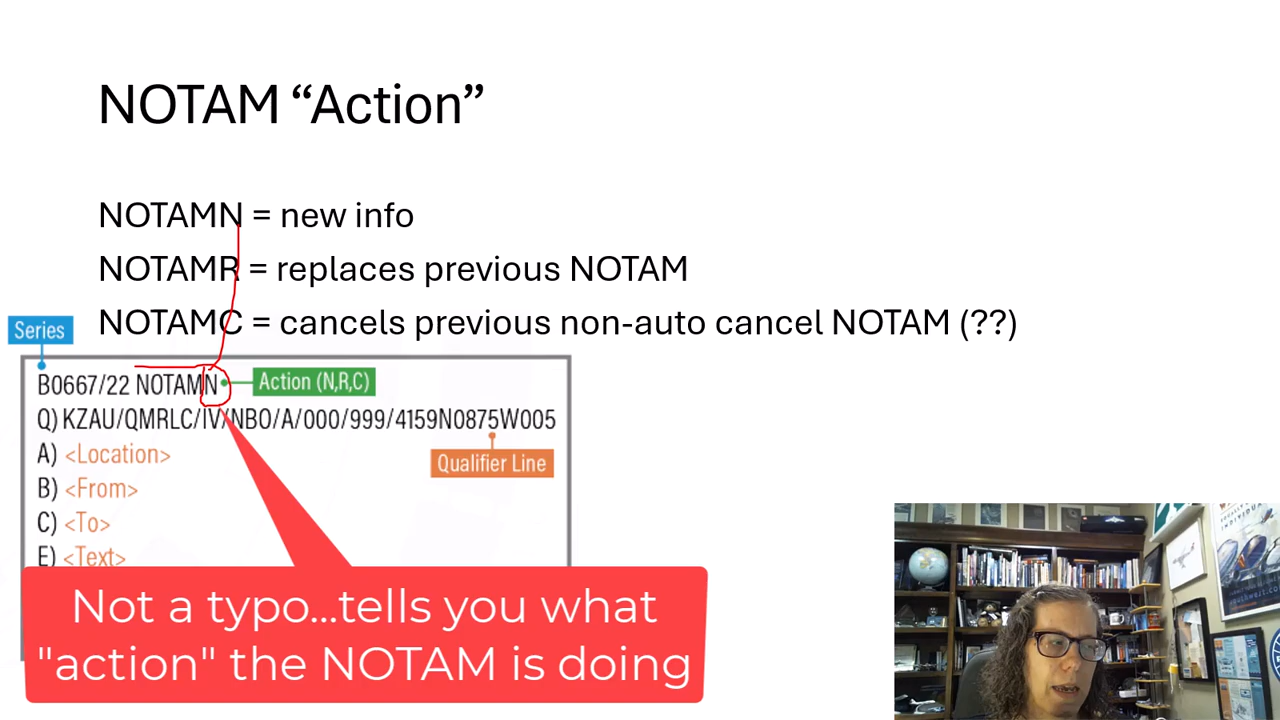 NOTAM “Action”
NOTAMN = new info
NOTAMR = replaces previous NOTAM
NOTAMC = cancels previous non-auto cancel NOTAM (??)
Series
B0667/22 NOTAMN
Action (N,R,C)
Q) KZAU/QMRLC/IV/NBO/A/000/999/4159N0875W005
A) <Location>
Qualifier Line
B) <From>
C) <To>
E) <Text>
Not a typo...tells you what
"action" the NOTAM is doing